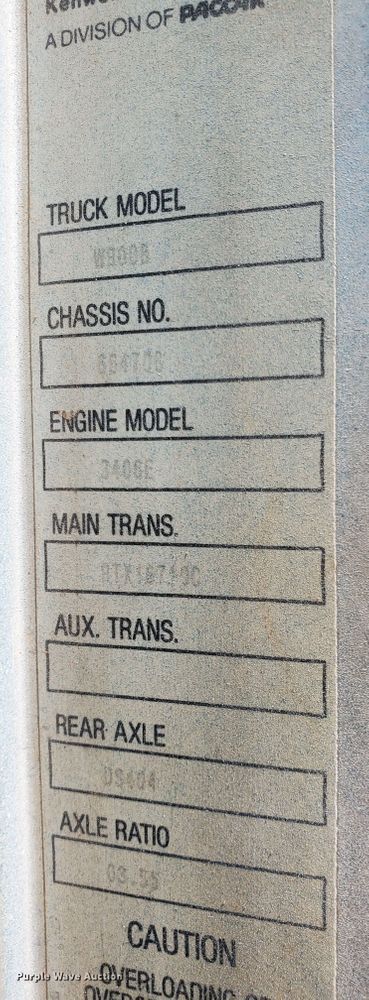 A DIVISION OF PACCAR
TRUCK MODEL
W900B
CHASSIS NO.
ENGINE MODEL
3406E
MAIN TRANS.
AUX. TRANS.
REAR AXLE
DS404
AXLE RATIO
03.55
CAUTION
OVERLOADING
Purple Wave Auction